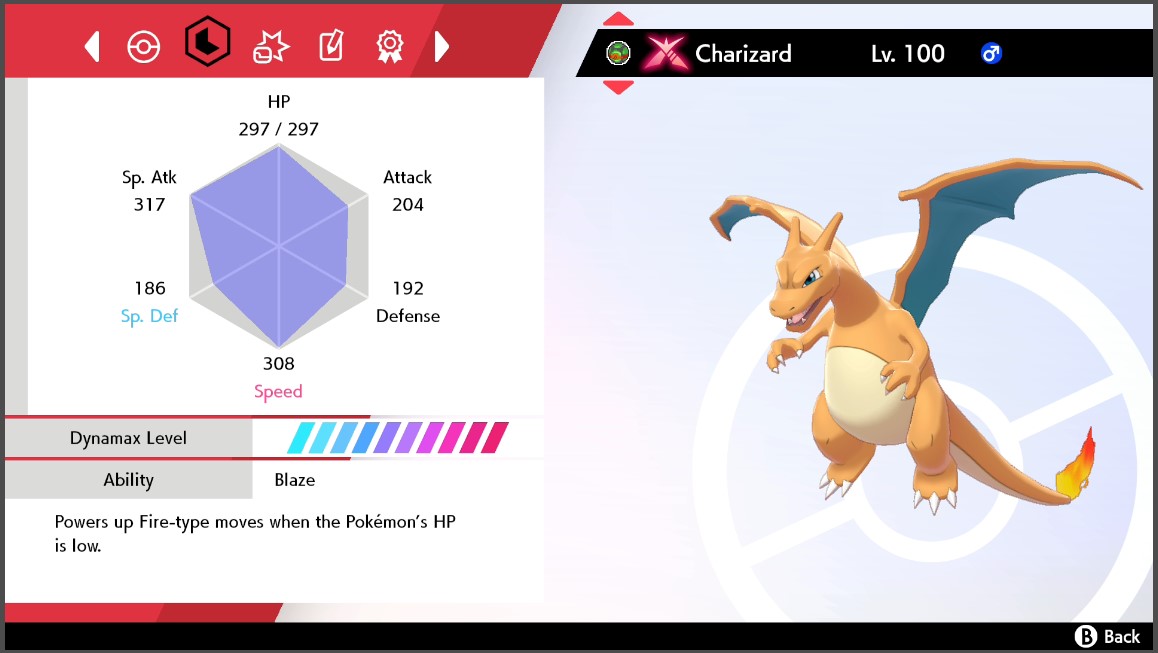 Charizard Lv. 100 ♂
HP
297 / 297
Sp. Atk
317
Attack
204
186
Sp. Def
192
Defense
308
Speed
Dynamax Level
Ability Blaze
Powers up Fire-type moves when the Pokémon's HP
is low.
B Back